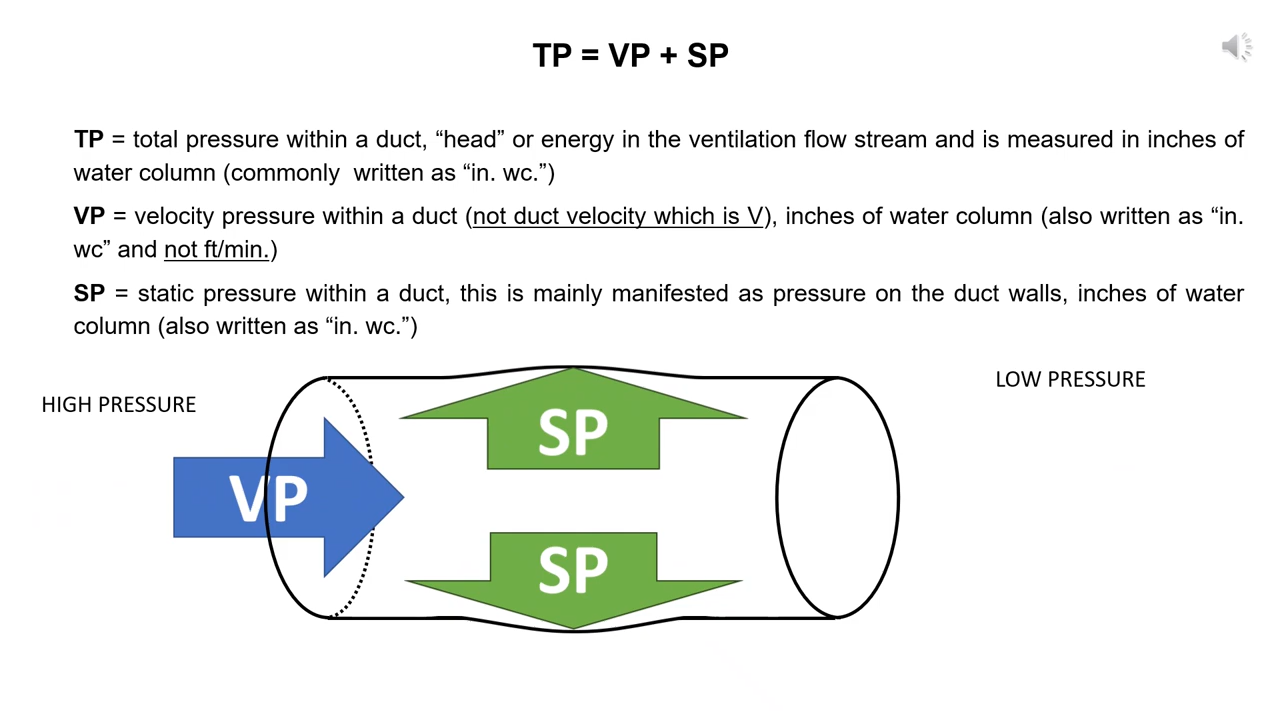 TP = VP + SP
TP = total pressure within a duct, “head” or energy in the ventilation flow stream and is measured in inches of
water column (commonly  written as “in. wc.”)
VP = velocity pressure within a duct (not duct velocity which is V), inches of water column (also written as “in.
wc” and not ft/min.)
SP = static pressure within a duct, this is mainly manifested as pressure on the duct walls, inches of water
column (also written as “in. wc.”)
LOW PRESSURE
HIGH PRESSURE
SP
VP
SP